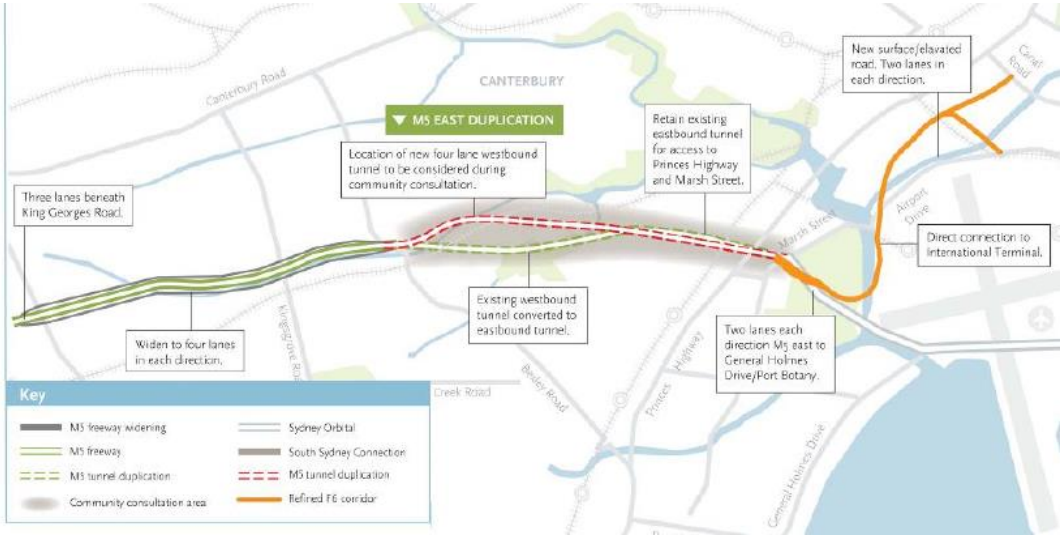 Canterbury Road
CANTERBURY
▼ M5 EAST DUPLICATION
Location of new four lane westbound
tunnel to be considered during
community consultation.
Retain existing
eastbound tunnel
for access to
Princes Highway
and Marsh Street.
New surface/elavated
road. Two lanes in
each direction.
Canal
Road
Three lanes beneath
King Georges Road.
Marsh Street
Airport
Drive
Direct connection to
International Terminal.
Widen to four lanes
in each direction.
Kingsgrove Road
Existing westbound
tunnel converted to
eastbound tunnel.
Two lanes each
direction M5 east to
General Holmes
Drive/Port Botany.
Bexley Road
Princes Highway
General Holmes Drive
Creek Road
Key
M5 freeway widening
M5 freeway
M5 tunnel duplication
Community consultation area
Sydney Orbital
South Sydney Connection
M5 tunnel duplication
Refined F6 corridor